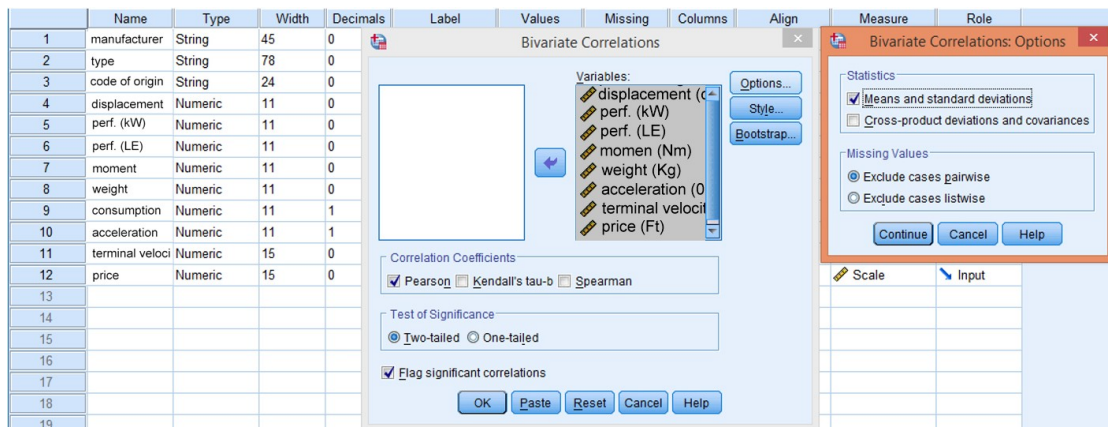 Name Type Width Decimals Label Values Missing Columns Align Measure Role
1 manufacturer String 45 0
2 type String 78 0
3 code of origin String 24 0
4 displacement Numeric 11 0
5 perf. (kW) Numeric 11 0
6 perf. (LE) Numeric 11 0
7 moment Numeric 11 0
8 weight Numeric 11 0
9 consumption Numeric 11 1
10 acceleration Numeric 11 1
11 terminal veloci Numeric 15 0
12 price Numeric 15 0 Scale Input
13
14
15
16
17
18
19
Bivariate Correlations
Variables:
displacement (c
perf. (kW)
perf. (LE)
momen (Nm)
weight (Kg)
acceleration (0
terminal velocit
price (Ft)
Options...
Style...
Bootstrap...
Correlation Coefficients
Pearson Kendall's tau-b Spearman
Test of Significance
Two-tailed One-tailed
Flag significant correlations
OK Paste Reset Cancel Help
Bivariate Correlations: Options
Statistics
Means and standard deviations
Cross-product deviations and covariances
Missing Values
Exclude cases pairwise
Exclude cases listwise
Continue Cancel Help